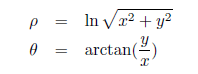 ρ = ln √(x² + y²)
θ = arctan(y/x)